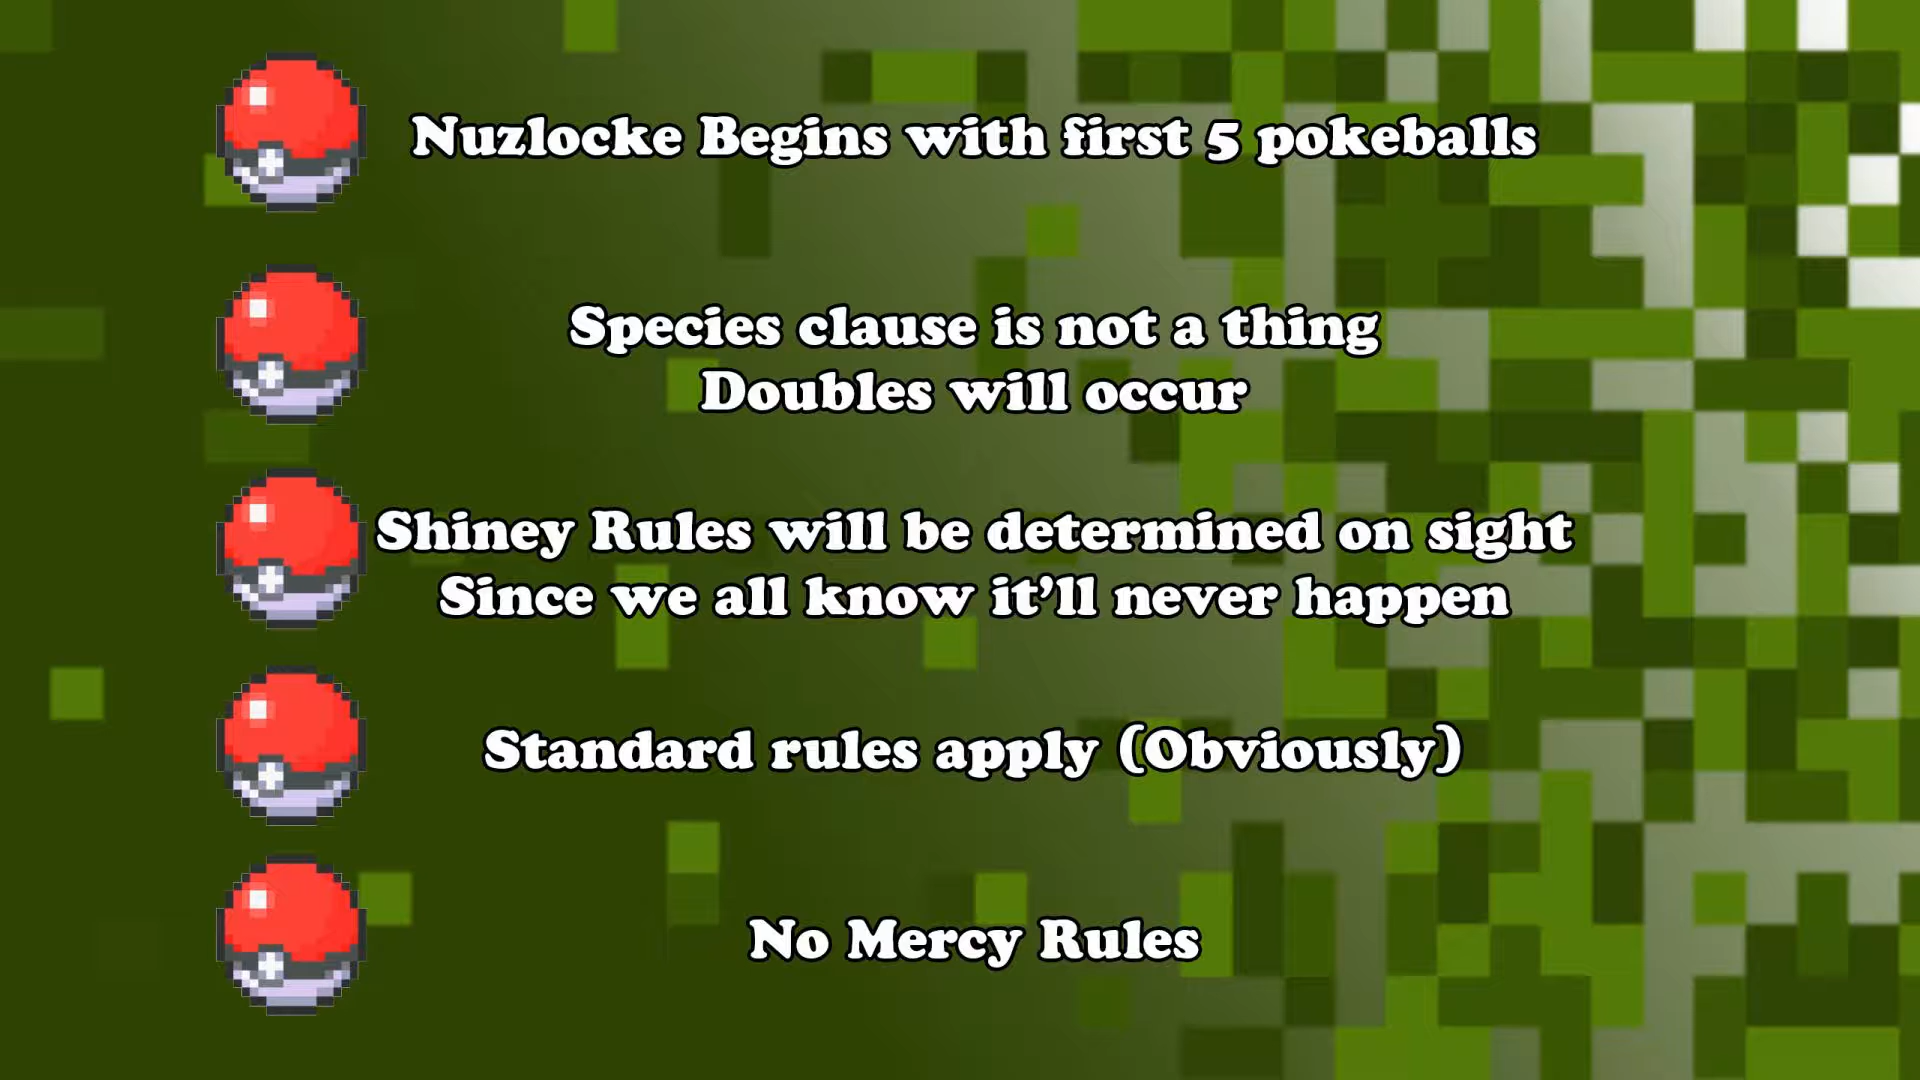 Nuzlocke Begins with first 5 pokeballs
Species clause is not a thing
Doubles will occur
Shiney Rules will be determined on sight
Since we all know it’ll never happen
Standard rules apply (Obviously)
No Mercy Rules